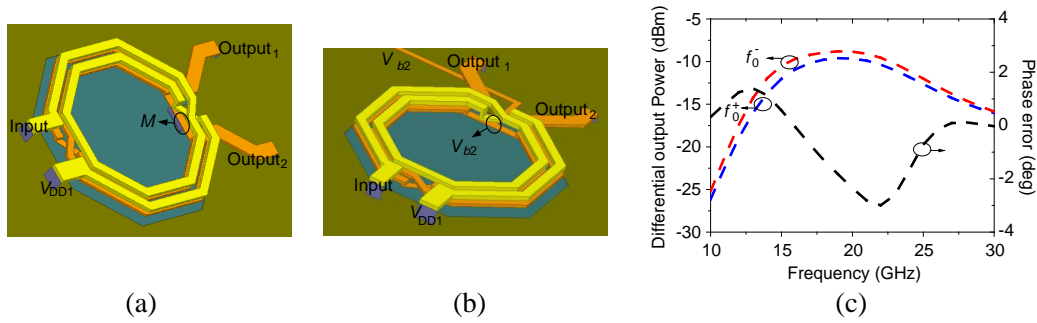 Output1
M
Input
Output2
VDD1
(a)
Vb2
Output 1
Output2
Vb2
Input
VDD1
(b)
Differential output Power (dBm)
-5
-10
-15
-20
-25
-30
f0-
f0+
4
2
0
-2
-4
Phase error (deg)
10 15 20 25 30
Frequency (GHz)
(c)